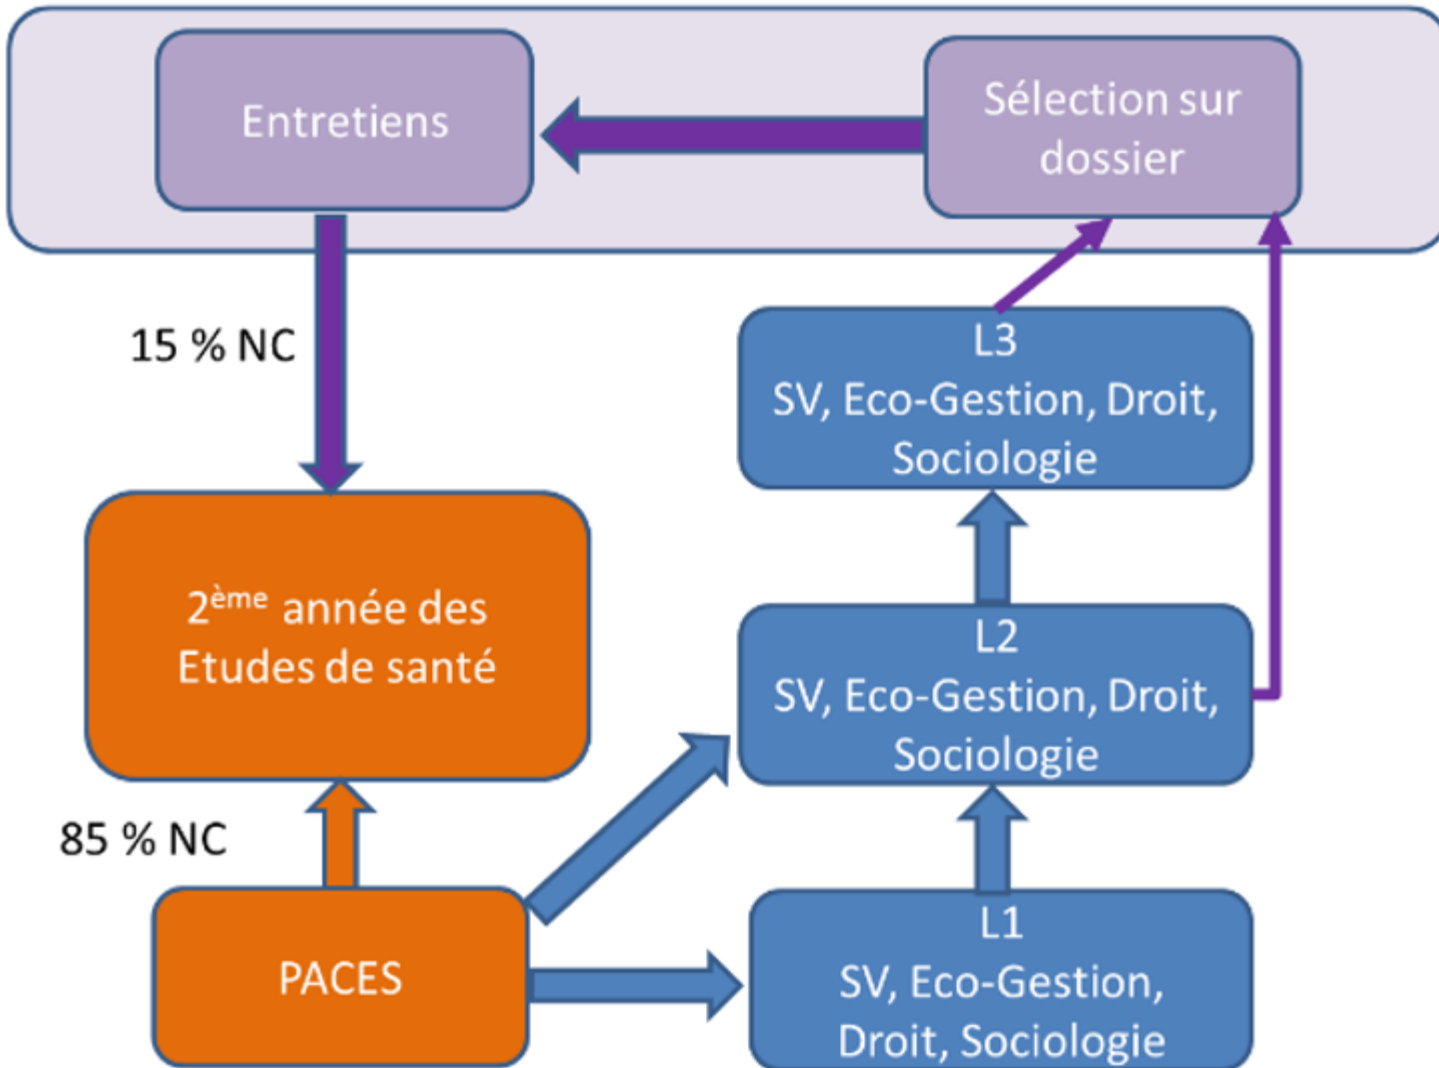 Entretiens
Sélection sur
dossier
15 % NC
L3
SV, Eco-Gestion, Droit,
Sociologie
2ème année des
Etudes de santé
L2
SV, Eco-Gestion, Droit,
Sociologie
85 % NC
PACES
L1
SV, Eco-Gestion,
Droit, Sociologie